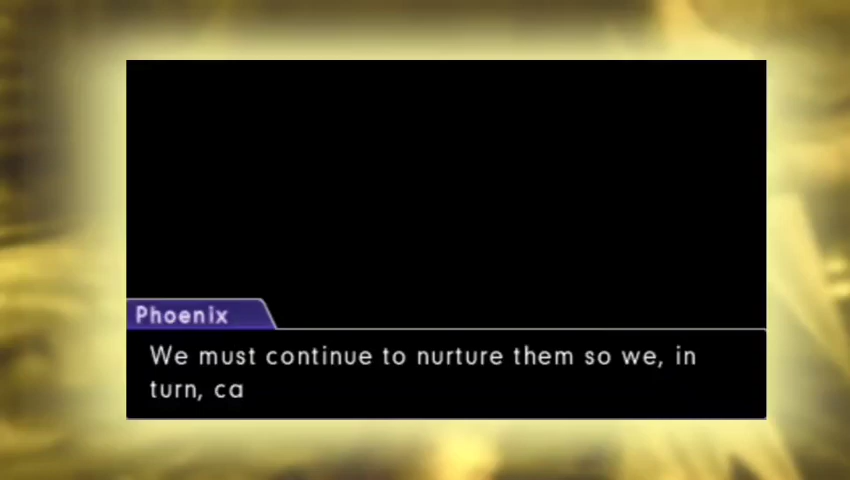 Phoenix
We must continue to nurture them so we, in
turn, ca